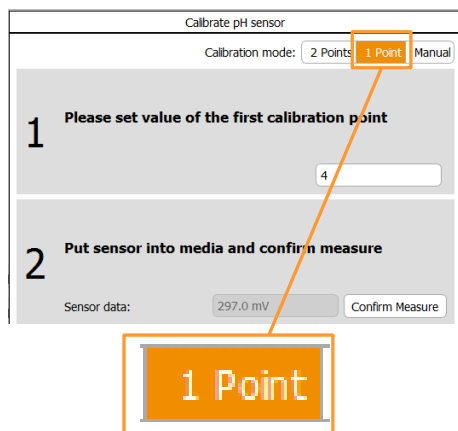 Calibrate pH sensor
Calibration mode: 2 Points 1 Point Manual
1 Please set value of the first calibration point
4
2 Put sensor into media and confirm measure
Sensor data: 297.0 mV Confirm Measure
1 Point